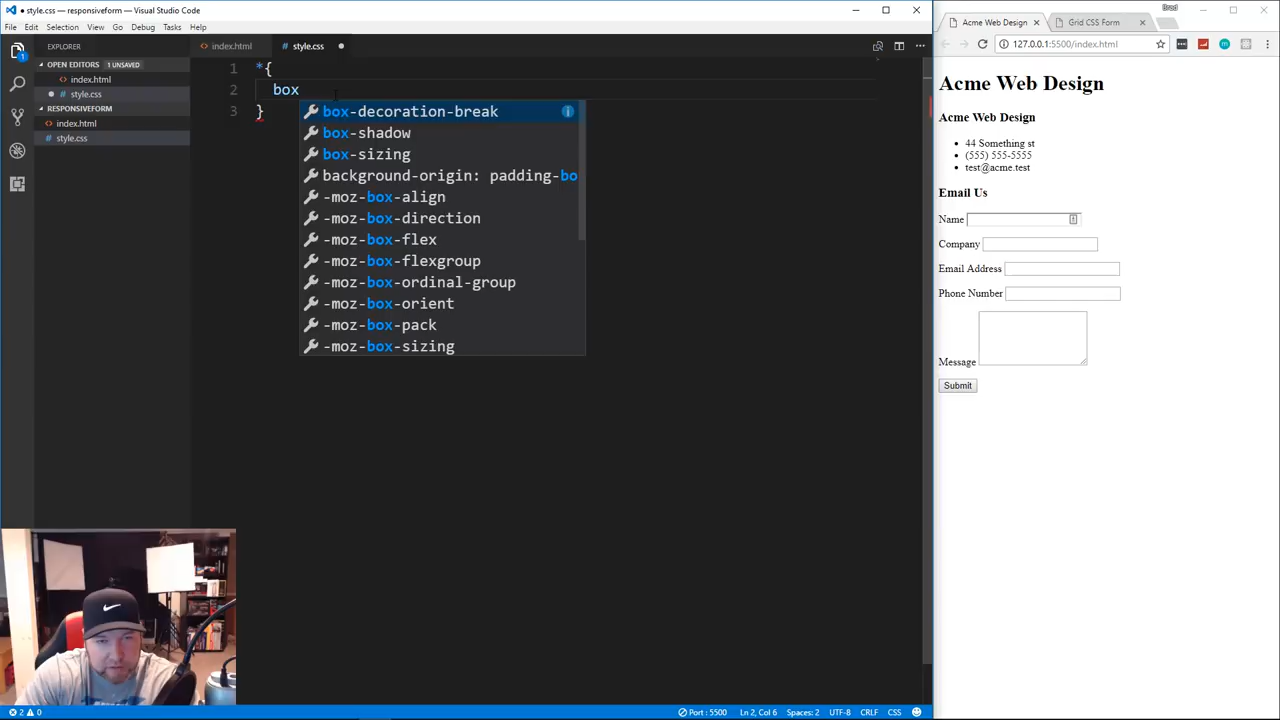 ● style.css — responsiveform — Visual Studio Code
File Edit Selection View Go Debug Tasks Help
EXPLORER
OPEN EDITORS 1 UNSAVED
index.html
# style.css
RESPONSIVEFORM
index.html
# style.css
1
index.html
# style.css ●
1 *{
2 box
3 }
box-decoration-break
box-shadow
box-sizing
background-origin: padding-bo
-moz-box-align
-moz-box-direction
-moz-box-flex
-moz-box-flexgroup
-moz-box-ordinal-group
-moz-box-orient
-moz-box-pack
-moz-box-sizing
2 0
Port : 5500 Ln 2, Col 6 Spaces: 2 UTF-8 CRLF CSS
Brad
Acme Web Design
Grid CSS Form
127.0.0.1:5500/index.html
Acme Web Design
Acme Web Design
• 44 Something st
• (555) 555-5555
• test@acme.test
Email Us
Name
Company
Email Address
Phone Number
Message
Submit